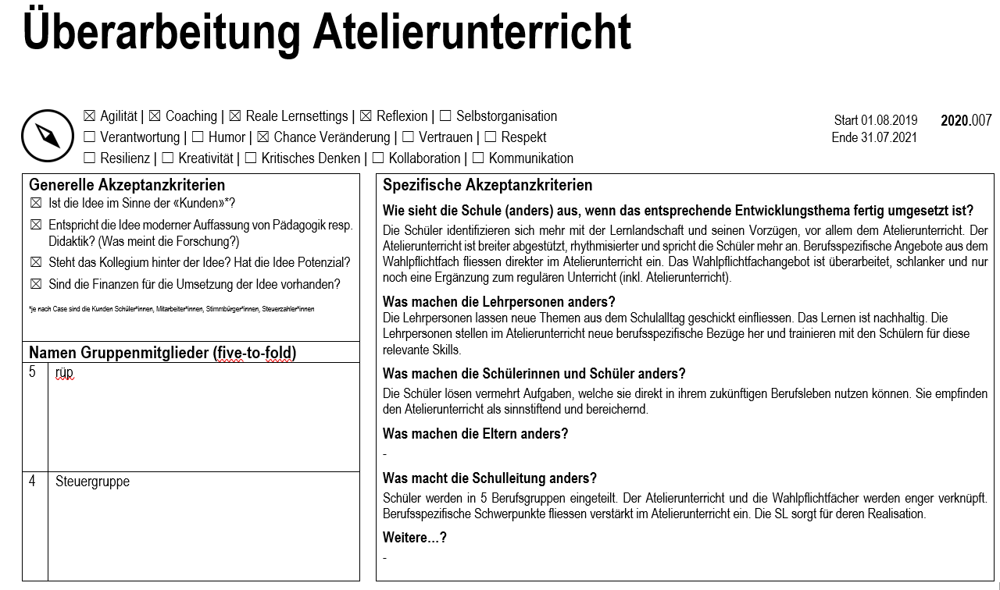 Überarbeitung Atelierunterricht
☒ Agilität | ☒ Coaching | ☒ Reale Lernsettings | ☒ Reflexion | ☐ Selbstorganisation
☐ Verantwortung | ☐ Humor | ☒ Chance Veränderung | ☐ Vertrauen | ☐ Respekt
☐ Resilienz | ☐ Kreativität | ☐ Kritisches Denken | ☐ Kollaboration | ☐ Kommunikation
Start 01.08.2019
Ende 31.07.2021
2020.007
Generelle Akzeptanzkriterien
☒ Ist die Idee im Sinne der «Kunden»*?
☒ Entspricht die Idee moderner Auffassung von Pädagogik resp.
Didaktik? (Was meint die Forschung?)
☒ Steht das Kollegium hinter der Idee? Hat die Idee Potenzial?
☒ Sind die Finanzen für die Umsetzung der Idee vorhanden?
*je nach Case sind die Kunden Schüler*innen, Mitarbeiter*innen, Stimmbürger*innen, Steuerzahler*innen
Namen Gruppenmitglieder (five-to-fold)
5 rüp
4 Steuergruppe
Spezifische Akzeptanzkriterien
Wie sieht die Schule (anders) aus, wenn das entsprechende Entwicklungsthema fertig umgesetzt ist?
Die Schüler identifizieren sich mehr mit der Lernlandschaft und seinen Vorzügen, vor allem dem Atelierunterricht. Der
Atelierunterricht ist breiter abgestützt, rhythmisierter und spricht die Schüler mehr an. Berufsspezifische Angebote aus dem
Wahlpflichtfach fliessen direkter im Atelierunterricht ein. Das Wahlpflichtfachangebot ist überarbeitet, schlanker und nur
noch eine Ergänzung zum regulären Unterricht (inkl. Atelierunterricht).
Was machen die Lehrpersonen anders?
Die Lehrpersonen lassen neue Themen aus dem Schulalltag geschickt einfliessen. Das Lernen ist nachhaltig. Die
Lehrpersonen stellen im Atelierunterricht neue berufsspezifische Bezüge her und trainieren mit den Schülern für diese
relevante Skills.
Was machen die Schülerinnen und Schüler anders?
Die Schüler lösen vermehrt Aufgaben, welche sie direkt in ihrem zukünftigen Berufsleben nutzen können. Sie empfinden
den Atelierunterricht als sinnstiftend und bereichernd.
Was machen die Eltern anders?
-
Was macht die Schulleitung anders?
Schüler werden in 5 Berufsgruppen eingeteilt. Der Atelierunterricht und die Wahlpflichtfächer werden enger verknüpft.
Berufsspezifische Schwerpunkte fliessen verstärkt im Atelierunterricht ein. Die SL sorgt für deren Realisation.
Weitere…?
-